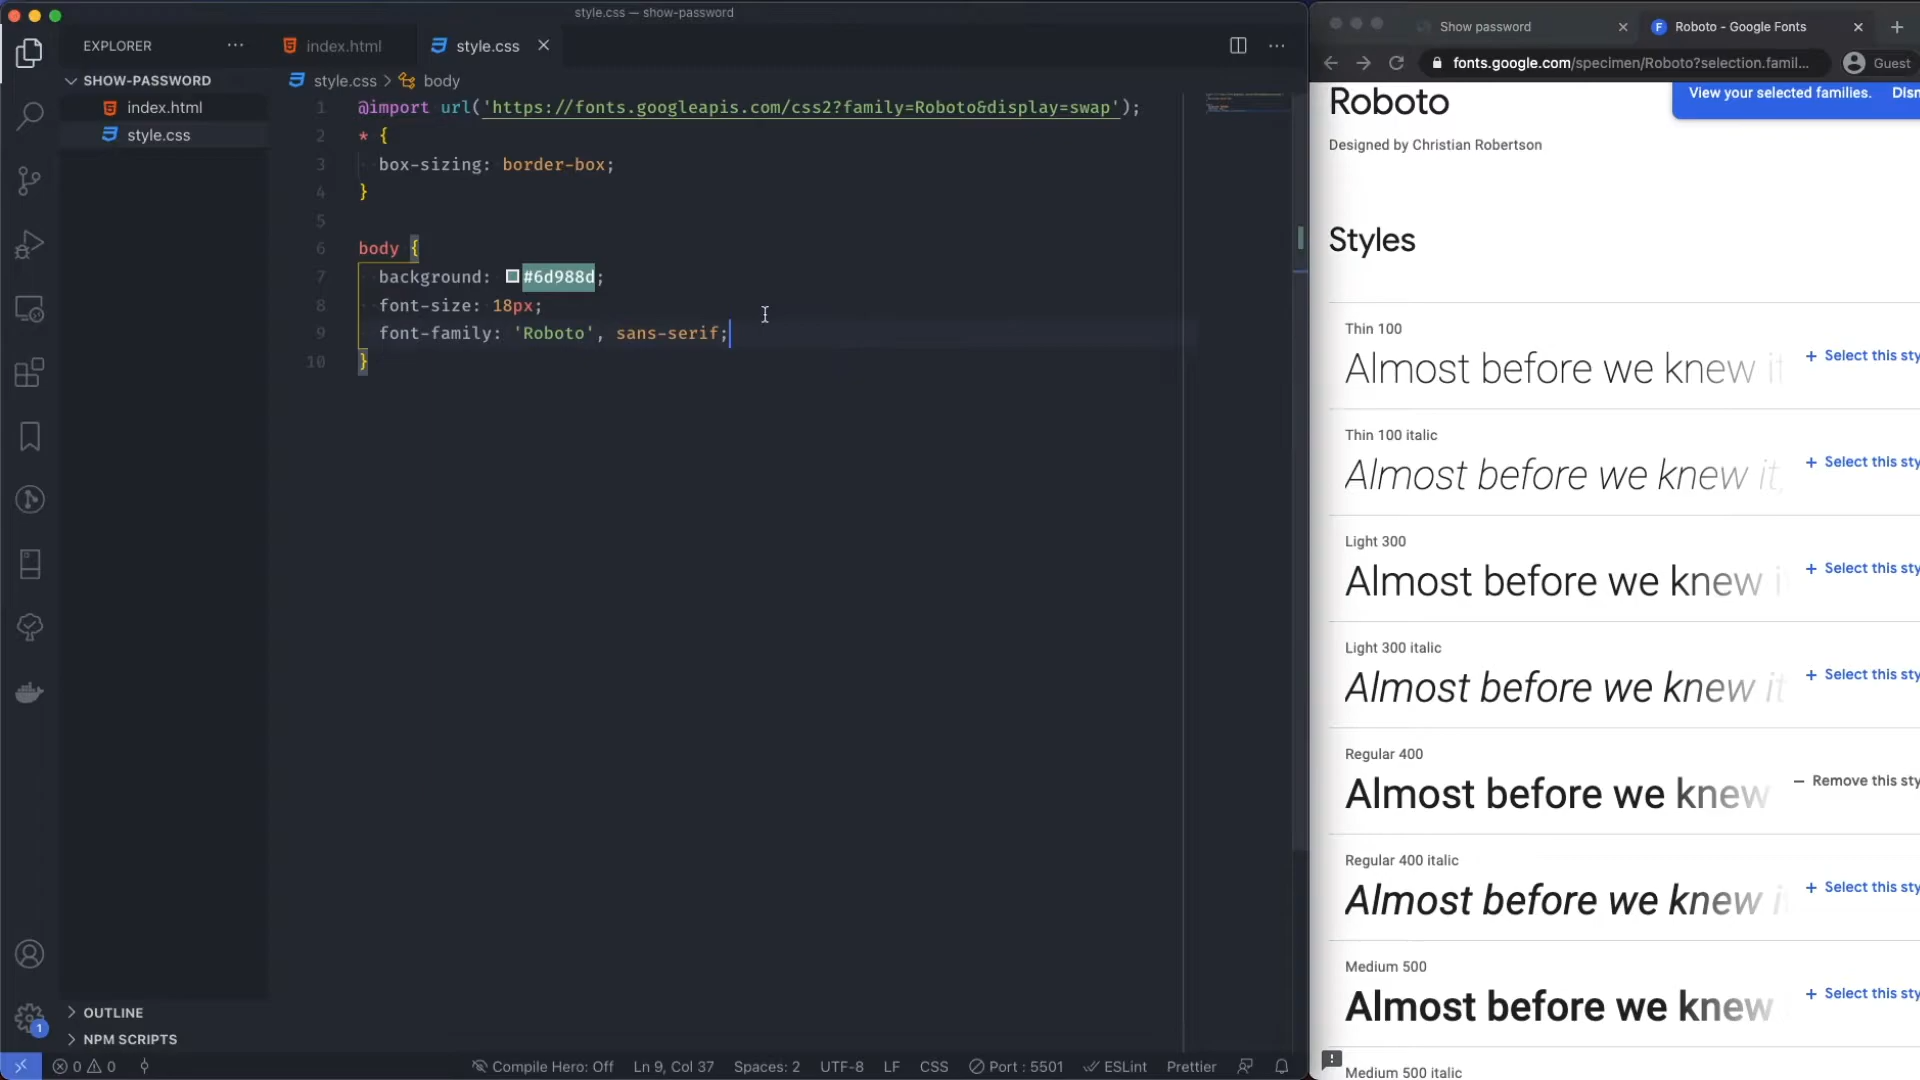 style.css — show-password
EXPLORER
SHOW-PASSWORD
index.html
style.css
OUTLINE
NPM SCRIPTS
index.html
style.css
style.css > body
1 @import url('https://fonts.googleapis.com/css2?family=Roboto&display=swap');
2 * {
3 box-sizing: border-box;
4 }
5
6 body {
7 background: #6d988d;
8 font-size: 18px;
9 font-family: 'Roboto', sans-serif;
10 }
1
0 0
Compile Hero: Off
Ln 9, Col 37
Spaces: 2
UTF-8
LF
CSS
Port : 5501
ESLint
Prettier
Show password
Roboto - Google Fonts
fonts.google.com/specimen/Roboto?selection.famil...
Guest
Roboto
View your selected families.
Designed by Christian Robertson
Styles
Thin 100
Almost before we knew it
+ Select this sty
Thin 100 italic
Almost before we knew it,
+ Select this sty
Light 300
Almost before we knew i
+ Select this sty
Light 300 italic
Almost before we knew it
+ Select this sty
Regular 400
Almost before we knew
— Remove this sty
Regular 400 italic
Almost before we knew i
+ Select this sty
Medium 500
Almost before we knew
+ Select this sty
Medium 500 italic